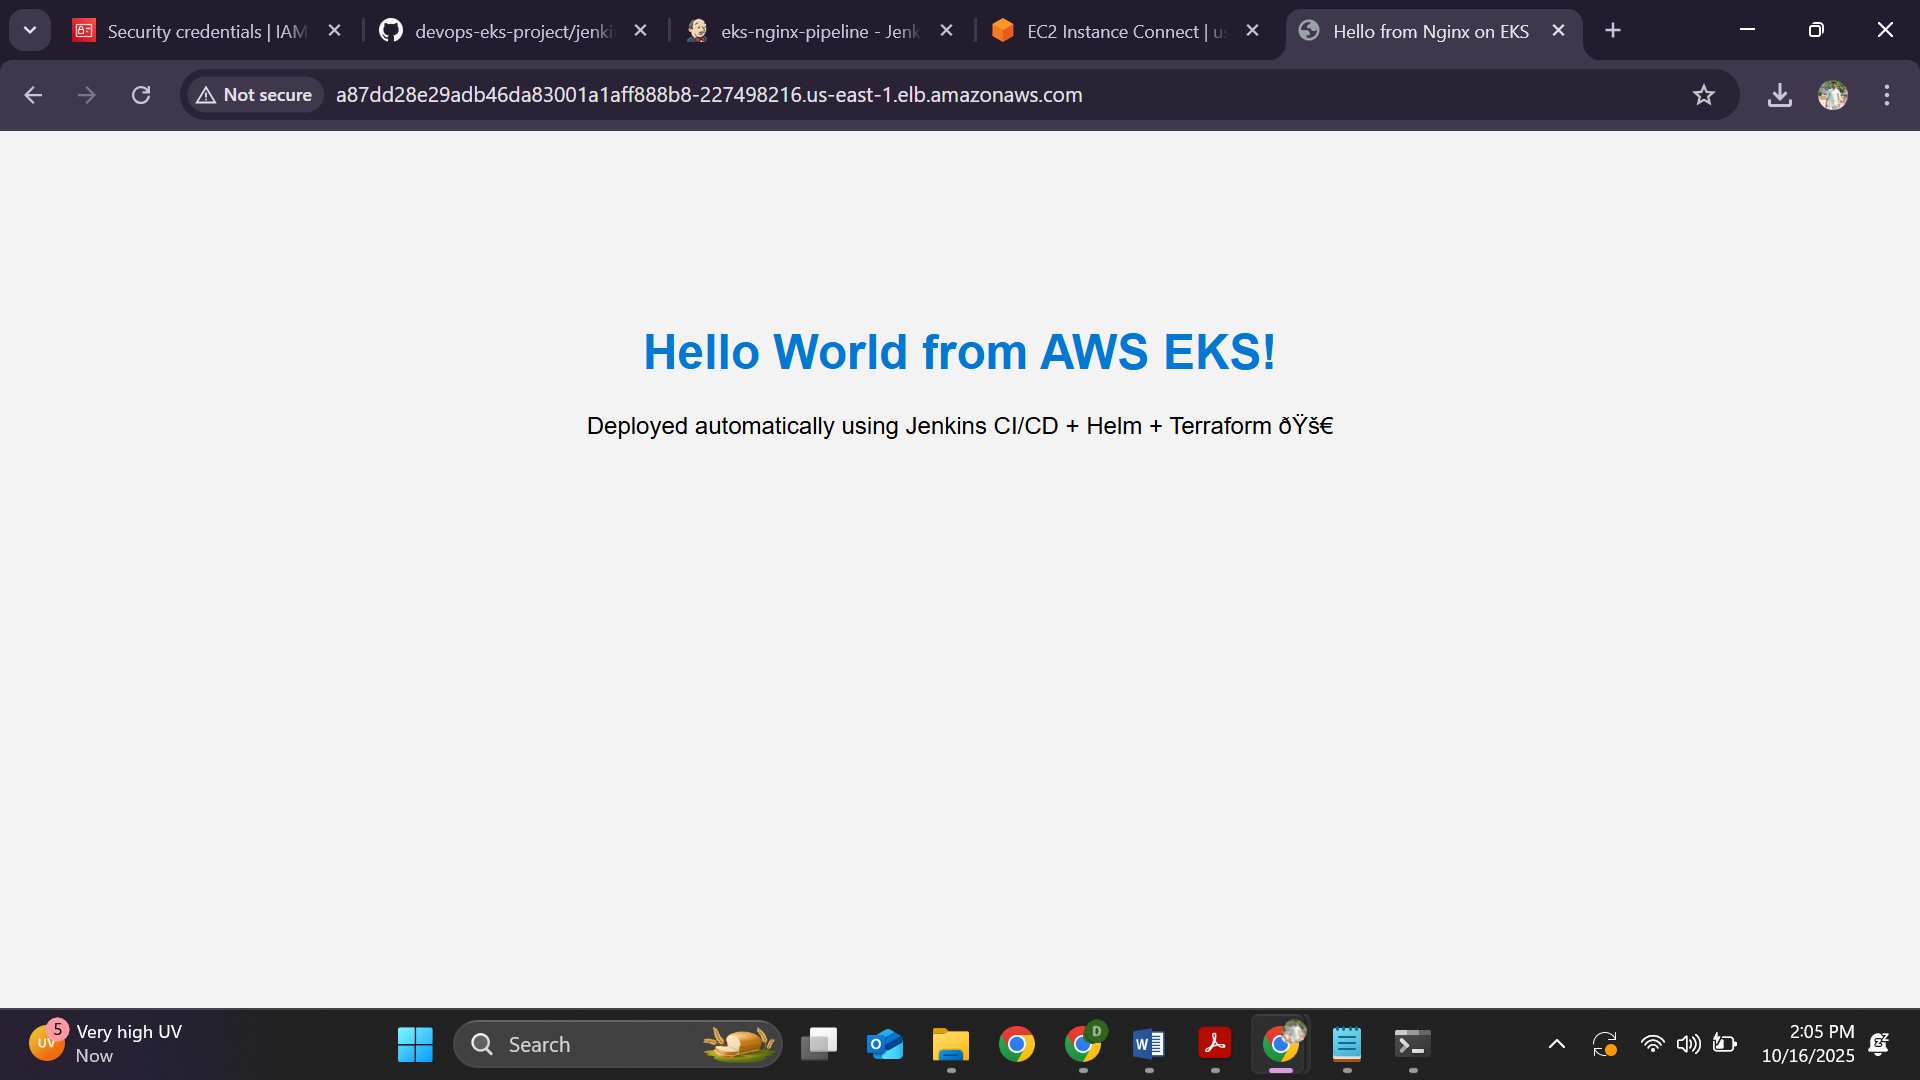 Security credentials | IAM
devops-eks-project/jenki
eks-nginx-pipeline - Jenk
EC2 Instance Connect | us
Hello from Nginx on EKS
Not secure
a87dd28e29adb46da83001a1aff888b8-227498216.us-east-1.elb.amazonaws.com
Hello World from AWS EKS!
Deployed automatically using Jenkins CI/CD + Helm + Terraform ðŸš€
UV
5
Very high UV
Now
Search
D
2:05 PM
10/16/2025